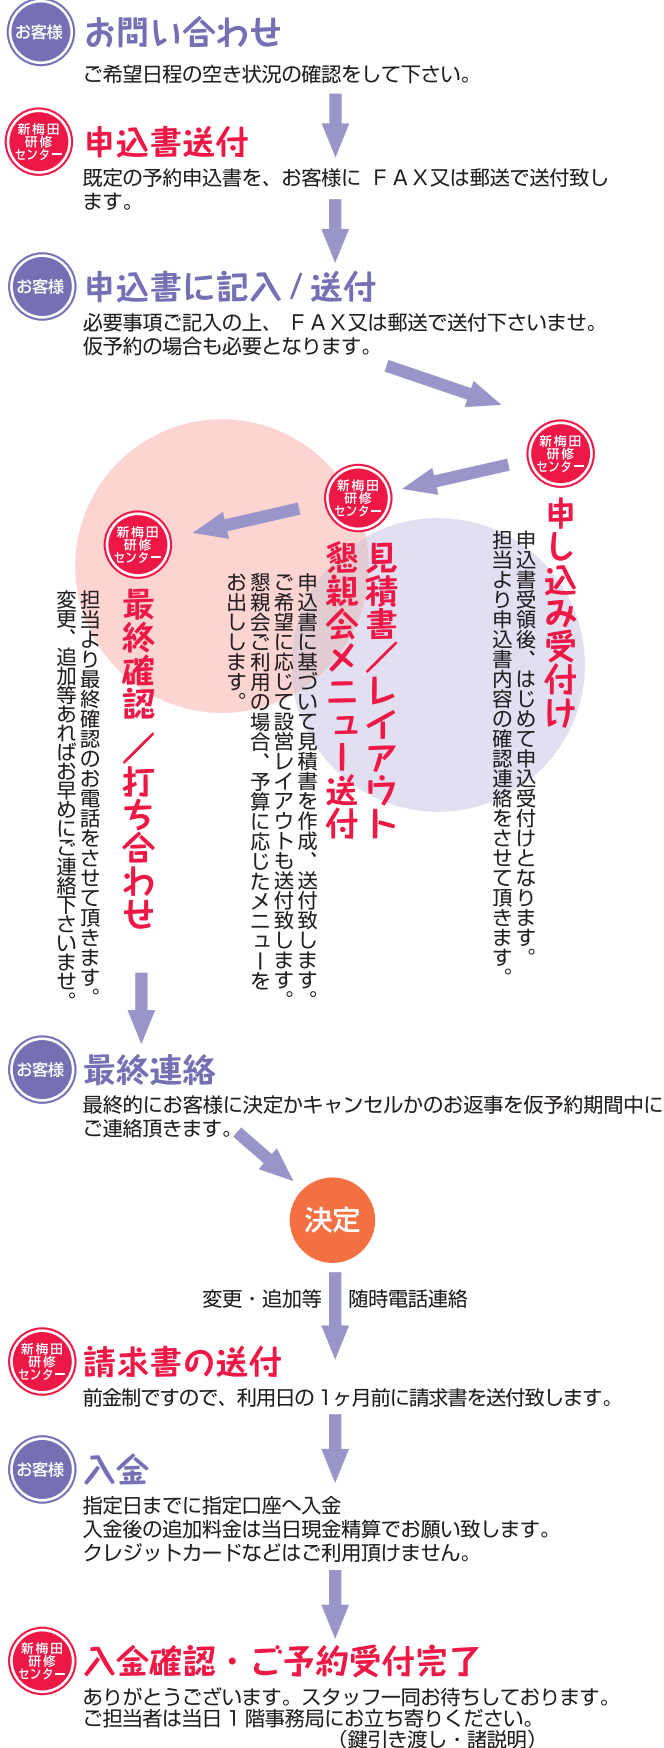 お客様
お問い合わせ
ご希望日程の空き状況の確認をして下さい。
新梅田
研修
センター
申込書送付
既定の予約申込書を、お客様に ＦＡＸ又は郵送で送付致し
ます。
お客様
申込書に記入 / 送付
必要事項ご記入の上、 ＦＡＸ又は郵送で送付下さいませ。
仮予約の場合も必要となります。
新梅田
研修
センター
申し込み受付け
申込書受領後、はじめて申込受付けとなります。
担当より申込書内容の確認連絡をさせて頂きます。
新梅田
研修
センター
見積書／レイアウト
懇親会メニュー送付
申込書に基づいて見積書を作成、送付致します。
ご希望に応じて設営レイアウトも送付致します。
懇親会ご利用の場合、予算に応じたメニューを
お出しします。
新梅田
研修
センター
最終確認 ／打ち合わせ
担当より最終確認のお電話をさせて頂きます。
変更、追加等あればお早めにご連絡下さいませ。
お客様
最終連絡
最終的にお客様に決定かキャンセルかのお返事を仮予約期間中に
ご連絡頂きます。
決定
変更・追加等 随時電話連絡
新梅田
研修
センター
請求書の送付
前金制ですので、利用日の 1ヶ月前に請求書を送付致します。
お客様
入金
指定日までに指定口座へ入金
入金後の追加料金は当日現金精算でお願い致します。
クレジットカードなどはご利用頂けません。
新梅田
研修
センター
入金確認・ご予約受付完了
ありがとうございます。スタッフ一同お待ちしております。
ご担当者は当日 1 階事務局にお立ち寄りください。
（鍵引き渡し・諸説明）